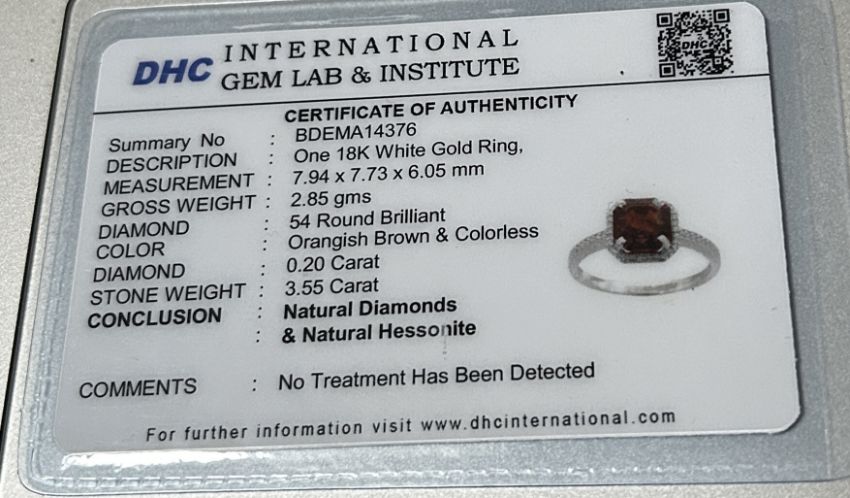 DHC INTERNATIONAL
GEM LAB & INSTITUTE
DHC
CERTIFICATE OF AUTHENTICITY
Summary No : BDEMA14376
DESCRIPTION : One 18K White Gold Ring,
MEASUREMENT : 7.94 x 7.73 x 6.05 mm
GROSS WEIGHT : 2.85 gms
DIAMOND : 54 Round Brilliant
COLOR : Orangish Brown & Colorless
DIAMOND : 0.20 Carat
STONE WEIGHT : 3.55 Carat
CONCLUSION : Natural Diamonds
: & Natural Hessonite
COMMENTS : No Treatment Has Been Detected
For further information visit www.dhcinternational.com